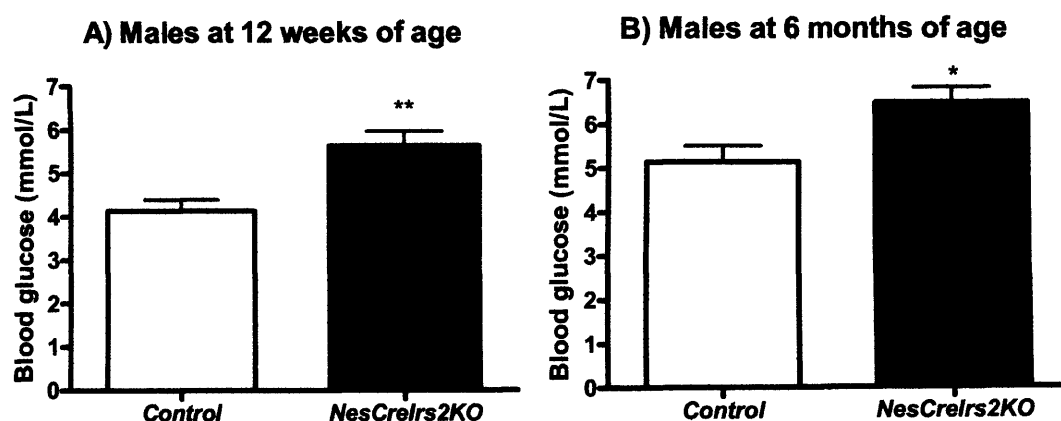 A) Males at 12 weeks of age
Blood glucose (mmol/L)
7
6
5
4
3
2
1
0
**
Control
NesCreIrs2KO
B) Males at 6 months of age
Blood glucose (mmol/L)
7
6
5
4
3
2
1
0
*
Control
NesCreIrs2KO